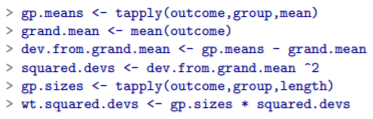 > gp.means <- tapply(outcome,group,mean)
> grand.mean <- mean(outcome)
> dev.from.grand.mean <- gp.means - grand.mean
> squared.devs <- dev.from.grand.mean ^2
> gp.sizes <- tapply(outcome,group,length)
> wt.squared.devs <- gp.sizes * squared.devs